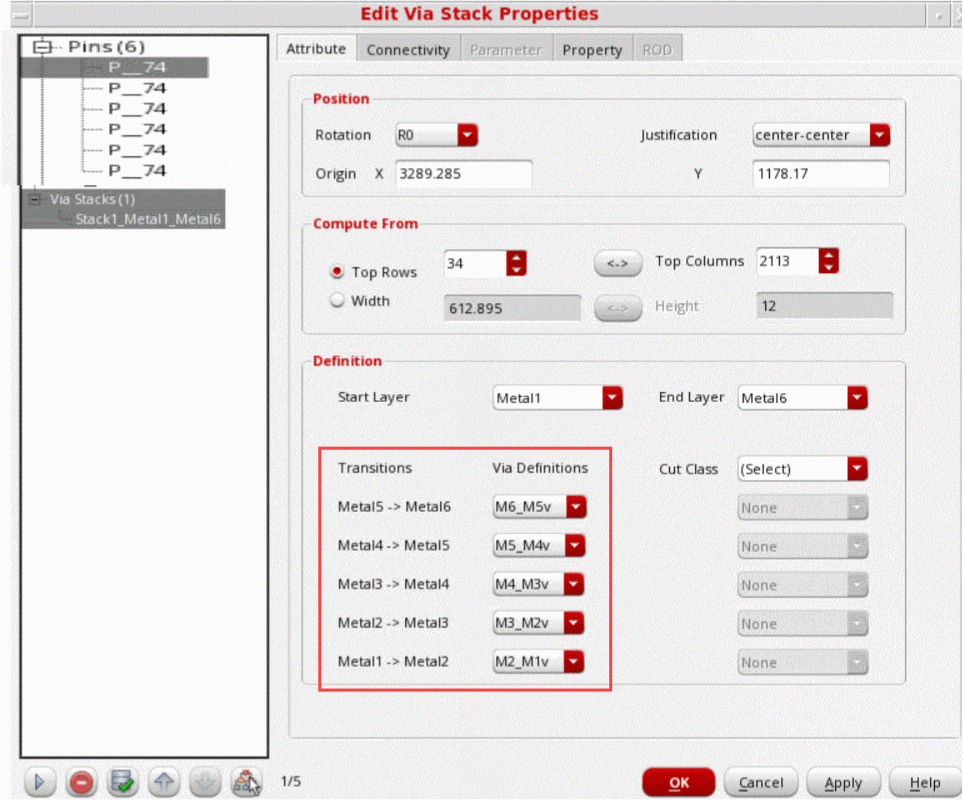 Edit Via Stack Properties
Pins (6)
P__74
P__74
P__74
P__74
P__74
P__74
Via Stacks (1)
Stack1_Metal1_Metal6
Attribute Connectivity Parameter Property ROD
Position
Rotation R0 Justification center-center
Origin X 3289.285 Y 1178.17
Compute From
Top Rows 34 <-> Top Columns 2113
Width 612.895 <-> Height 12
Definition
Start Layer Metal1 End Layer Metal6
Transitions Via Definitions Cut Class (Select)
Metal5 -> Metal6 M6_M5v None
Metal4 -> Metal5 M5_M4v None
Metal3 -> Metal4 M4_M3v None
Metal2 -> Metal3 M3_M2v None
Metal1 -> Metal2 M2_M1v None
1/5 OK Cancel Apply Help